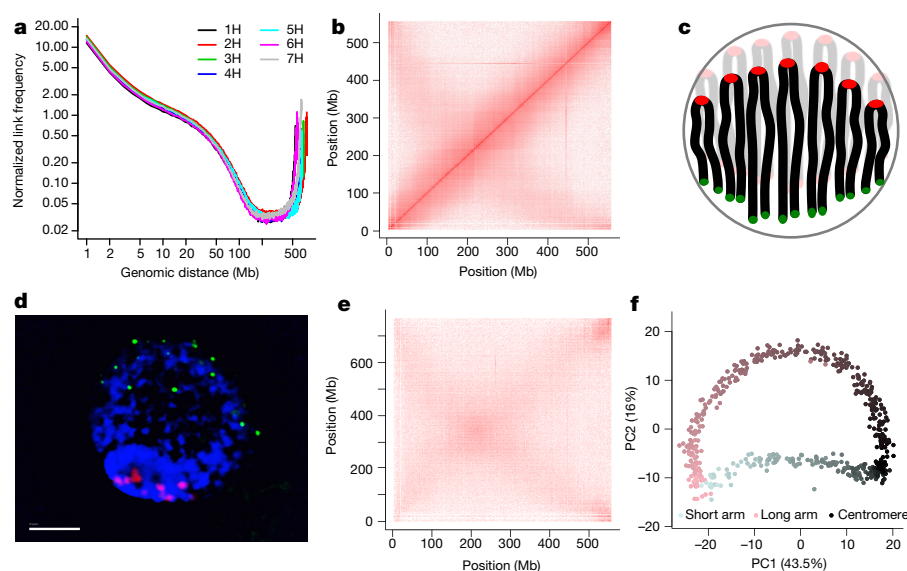 a
Normalized link frequency
20.00
10.00
5.00
2.00
1.00
0.50
0.20
0.10
0.05
0.02
1H
2H
3H
4H
5H
6H
7H
1
2
5
10
20
50
100
500
Genomic distance (Mb)
b
Position (Mb)
500
400
300
200
100
0
0
100
200
300
400
500
Position (Mb)
c
d
e
Position (Mb)
600
400
200
0
0
100
200
300
400
500
Position (Mb)
f
PC2 (16%)
20
10
0
−10
−20
Short arm
Long arm
Centromere
−20
−10
0
10
20
PC1 (43.5%)